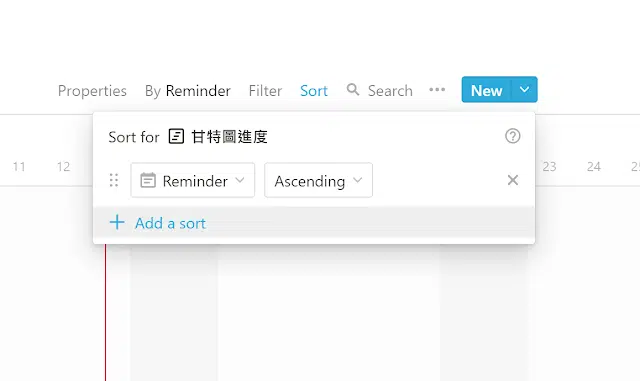 Properties By Reminder Filter Sort Search ••• New
Sort for 甘特圖進度
11 12 23 24 25
Reminder Ascending
Add a sort